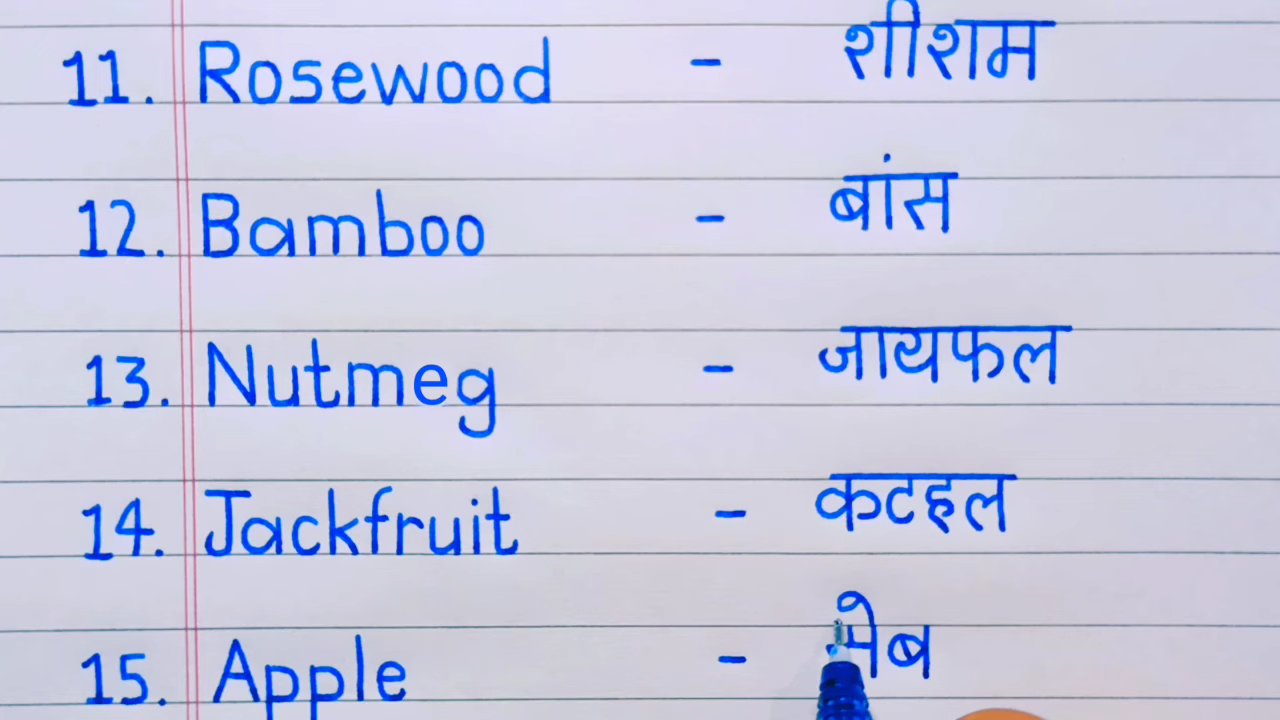 11. Rosewood - शीशम
12. Bamboo - बांस
13. Nutmeg - जायफल
14. Jackfruit - कटहल
15. Apple - सेब